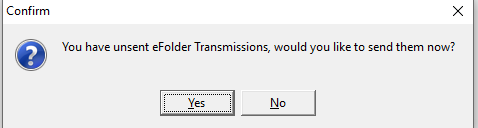 Confirm
You have unsent eFolder Transmissions, would you like to send them now?
Yes
No